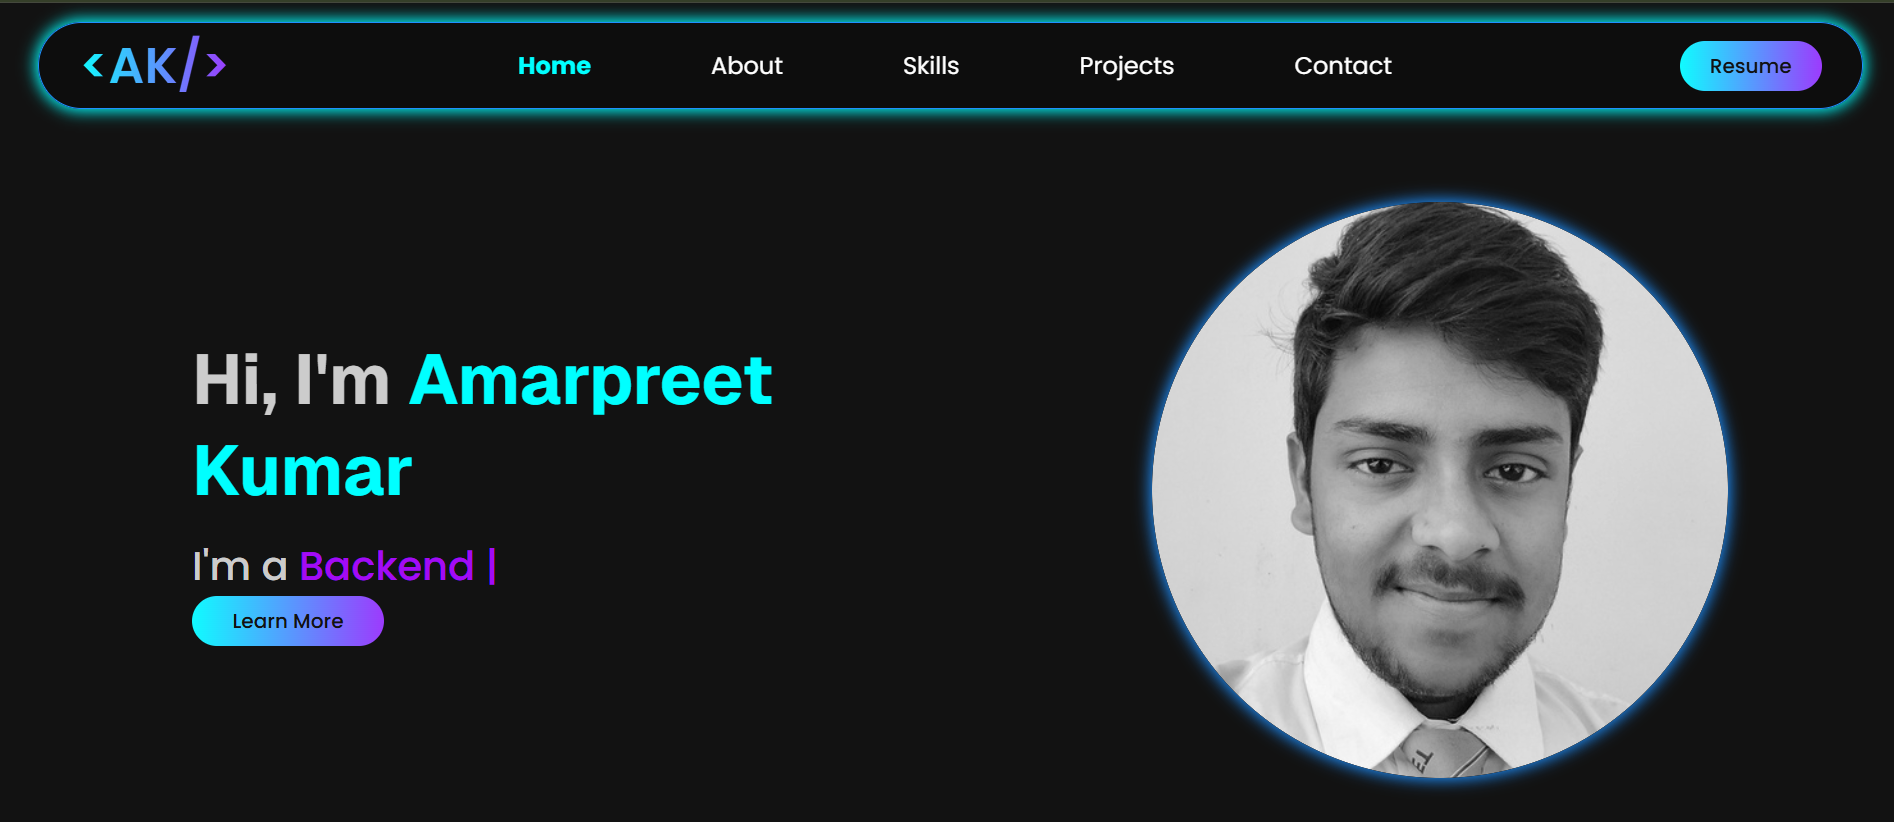 <AK/>
Home About Skills Projects Contact
Resume
Hi, I'm Amarpreet
Kumar
I'm a Backend |
Learn More